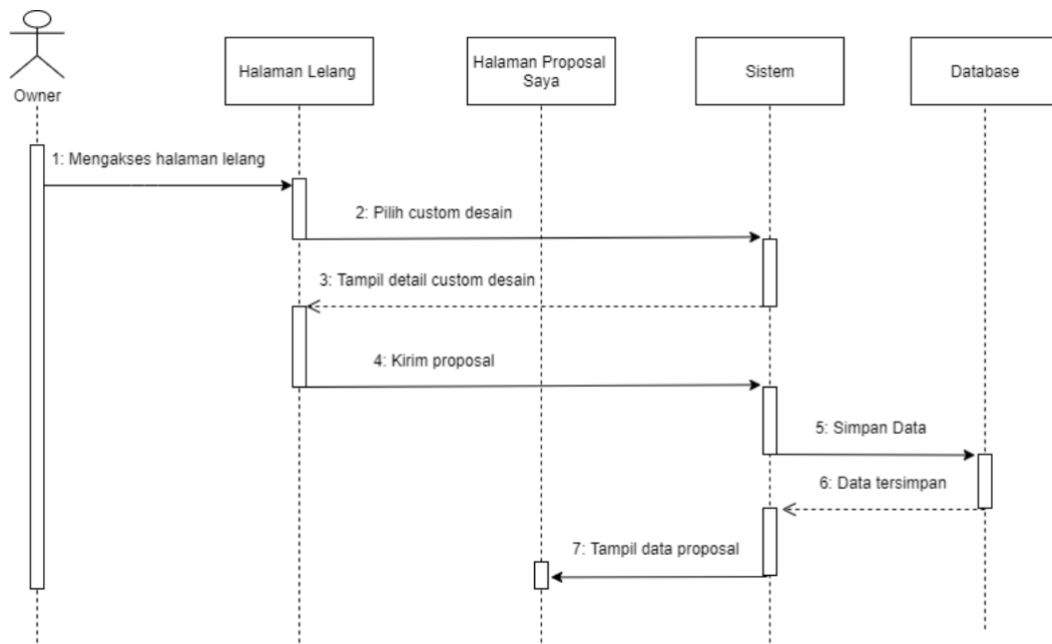 Owner
Halaman Lelang
Halaman Proposal
Saya
Sistem
Database
1: Mengakses halaman lelang
2: Pilih custom desain
3: Tampil detail custom desain
4: Kirim proposal
5: Simpan Data
6: Data tersimpan
7: Tampil data proposal